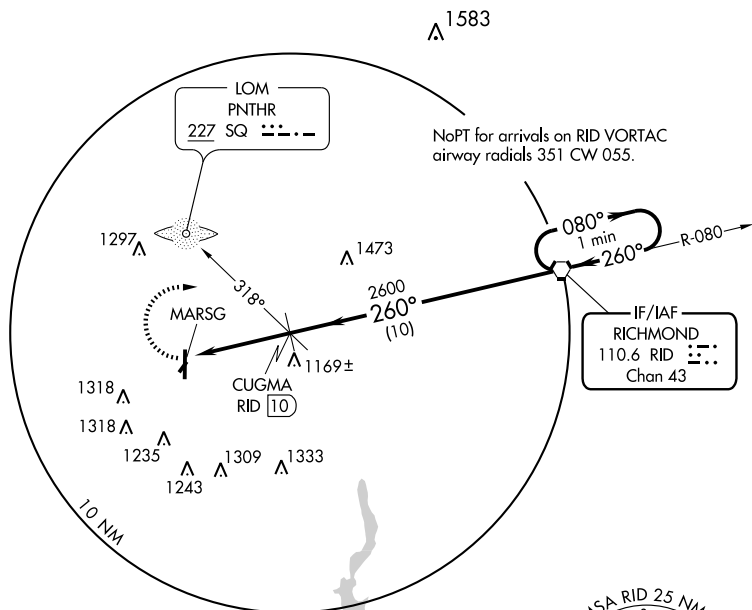 1583
LOM
PNTHR
227 SQ
NoPT for arrivals on RID VORTAC
airway radials 351 CW 055.
080°
1 min
260°
R-080
1297
1473
318°
2600
260°
(10)
MARSG
IF/IAF
RICHMOND
110.6 RID
Chan 43
1169±
CUGMA
RID 10
1318
1318
1235
1243
1309
1333
10 NM
MSA RID 25 NM